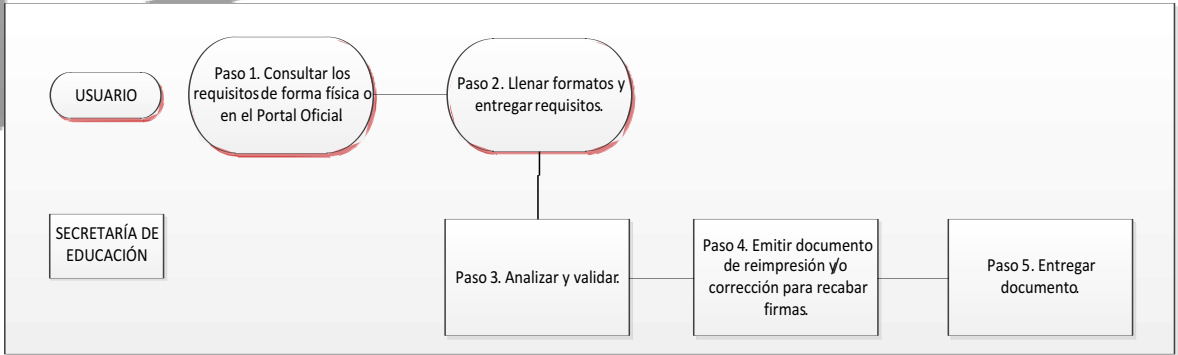 USUARIO
Paso 1. Consultar los
requisitos de forma física o
en el Portal Oficial
Paso 2. Llenar formatos y
entregar requisitos.
SECRETARÍA DE
EDUCACIÓN
Paso 3. Analizar y validar.
Paso 4. Emitir documento
de reimpresión y/o
corrección para recabar
firmas.
Paso 5. Entregar
documento.